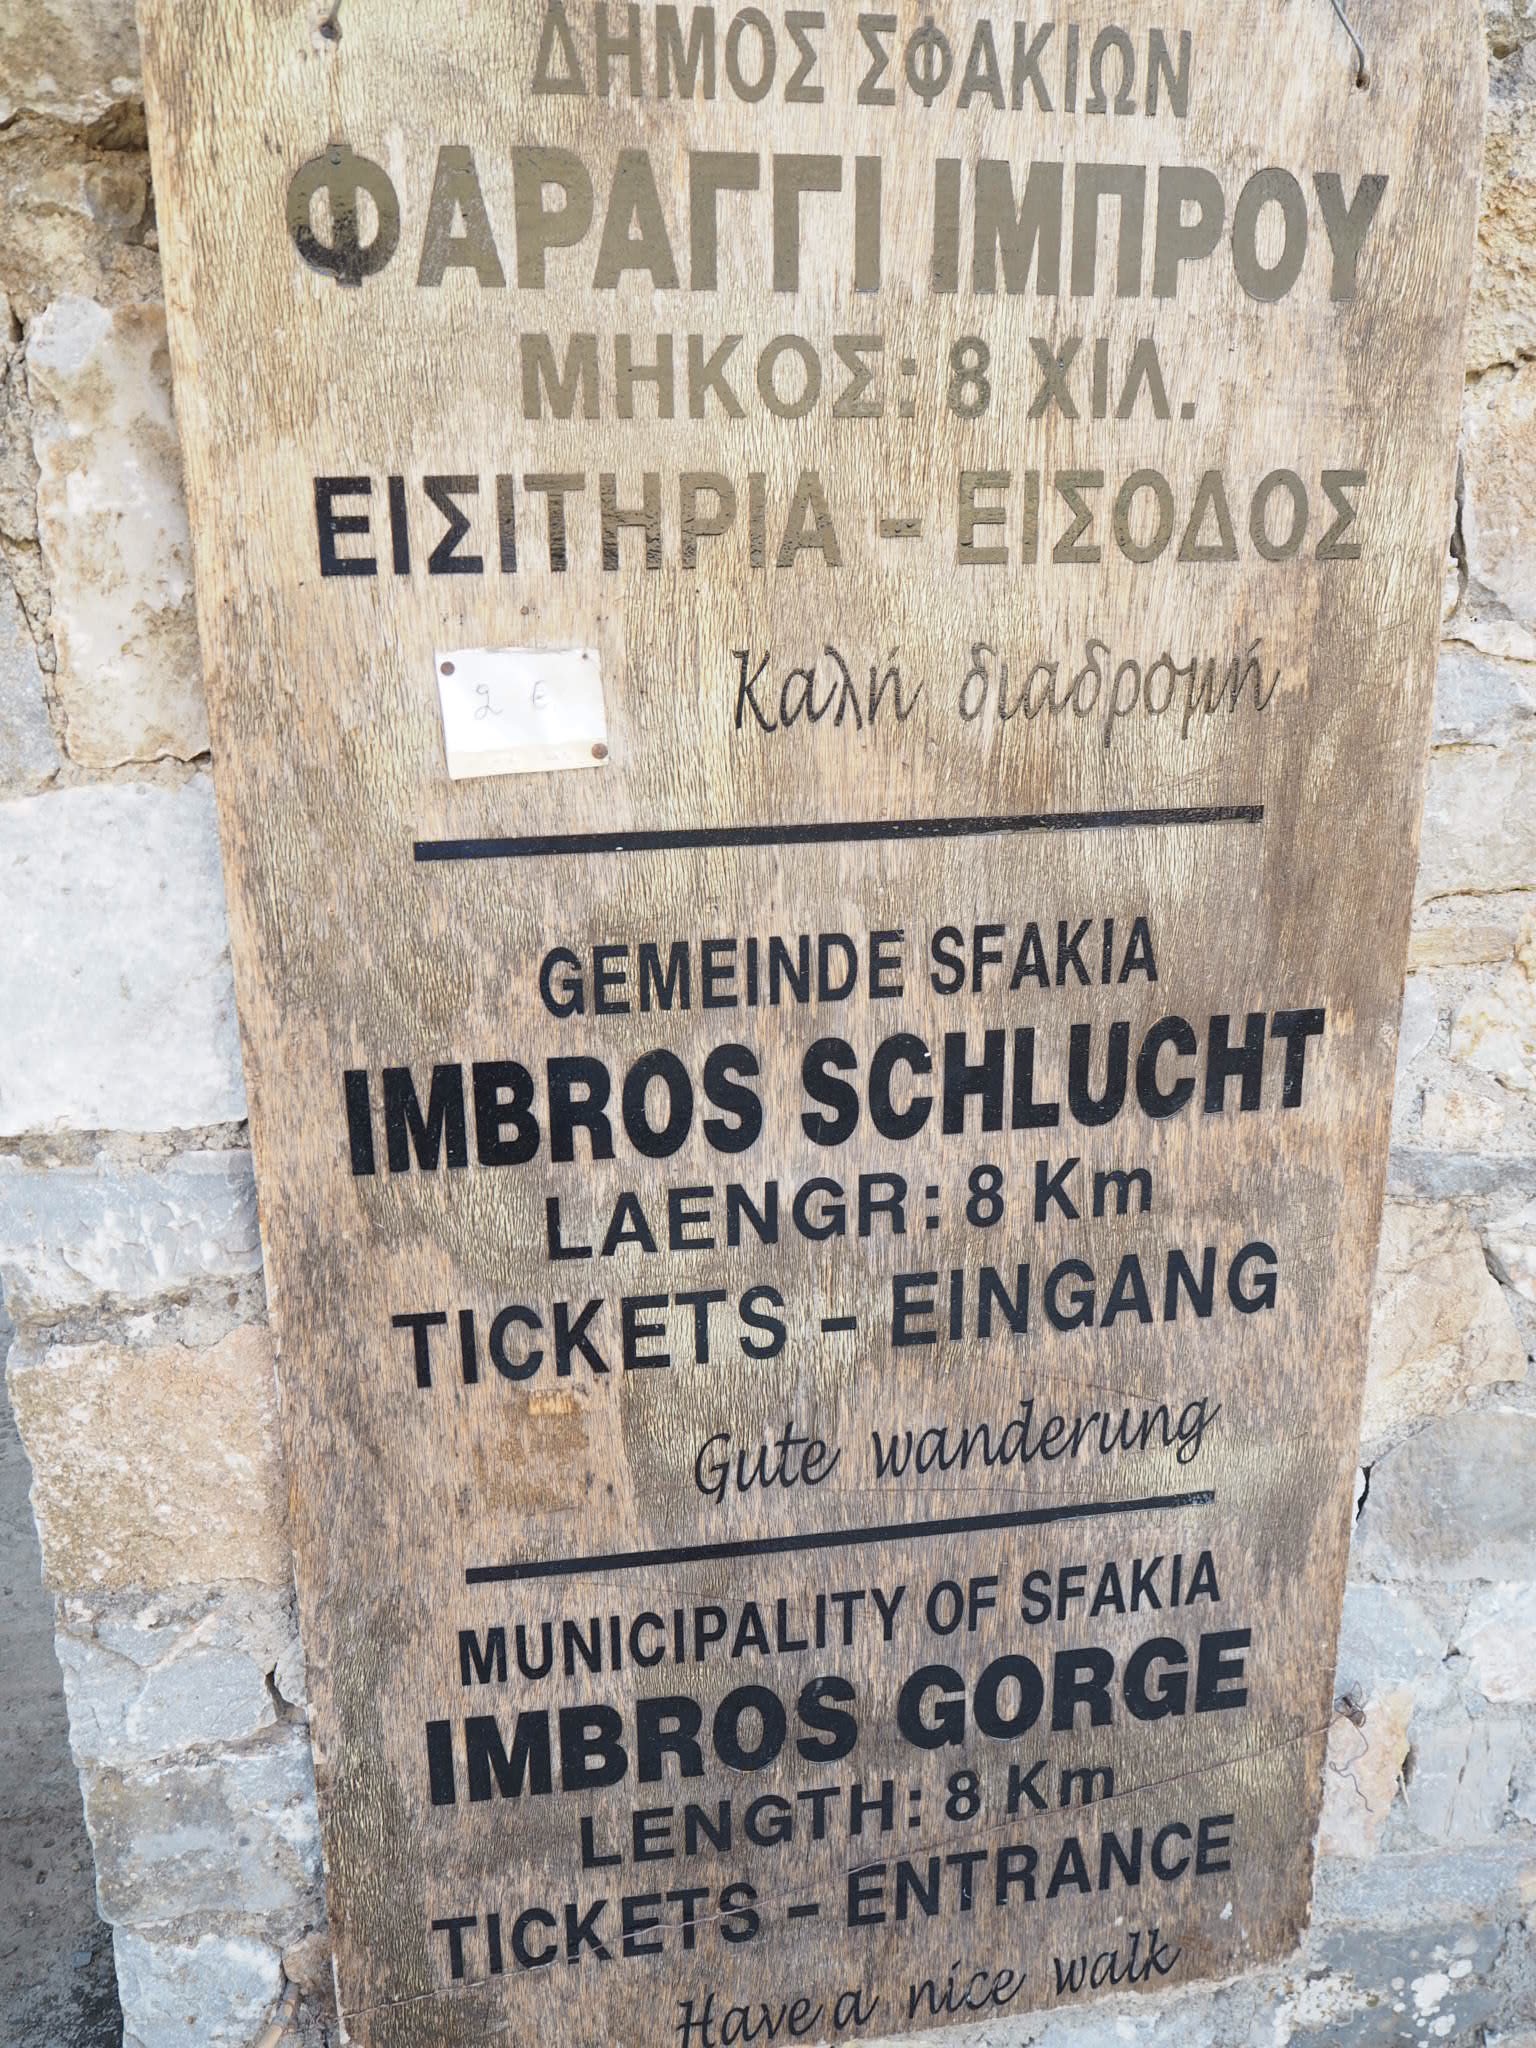 ΔΗΜΟΣ ΣΦΑΚΙΩΝ
ΦΑΡΑΓΓΙ ΙΜΠΡΟΥ
ΜΗΚΟΣ: 8 ΧΙΛ.
ΕΙΣΙΤΗΡΙΑ - ΕΙΣΟΔΟΣ
2 €
Καλή διαδρομή
GEMEINDE SFAKIA
IMBROS SCHLUCHT
LAENGR: 8 Km
TICKETS - EINGANG
Gute wanderung
MUNICIPALITY OF SFAKIA
IMBROS GORGE
LENGTH: 8 Km
TICKETS - ENTRANCE
Have a nice walk